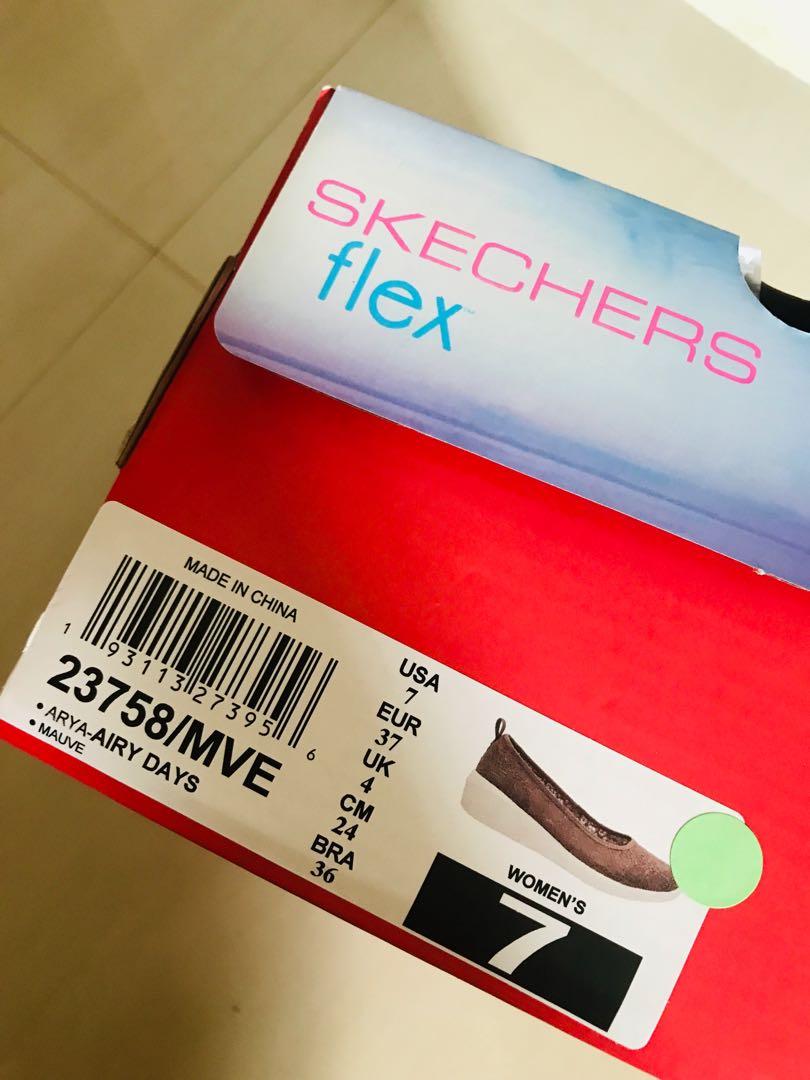 SKECHERS
flex™
MADE IN CHINA
1 93113 27395 6
23758/MVE
• ARYA-AIRY DAYS
• MAUVE
USA
7
EUR
37
UK
4
CM
24
BRA
36
WOMEN'S
7